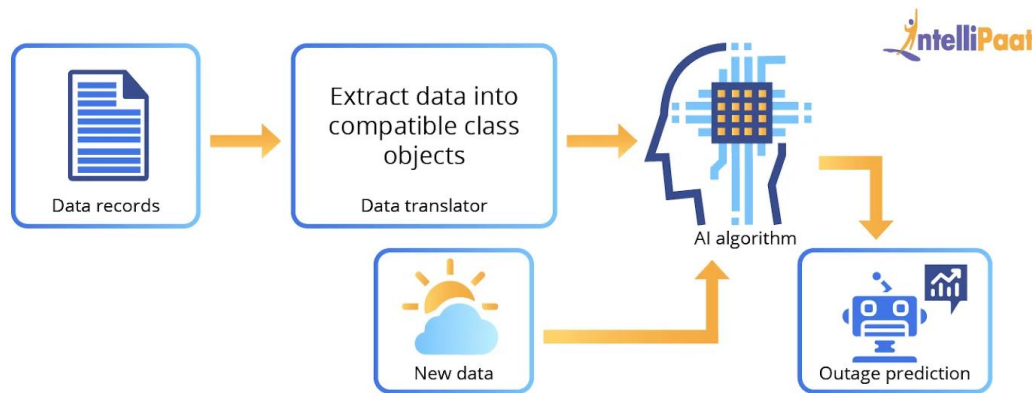 IntelliPaat
Extract data into
compatible class
objects
Data records
Data translator
AI algorithm
New data
Outage prediction